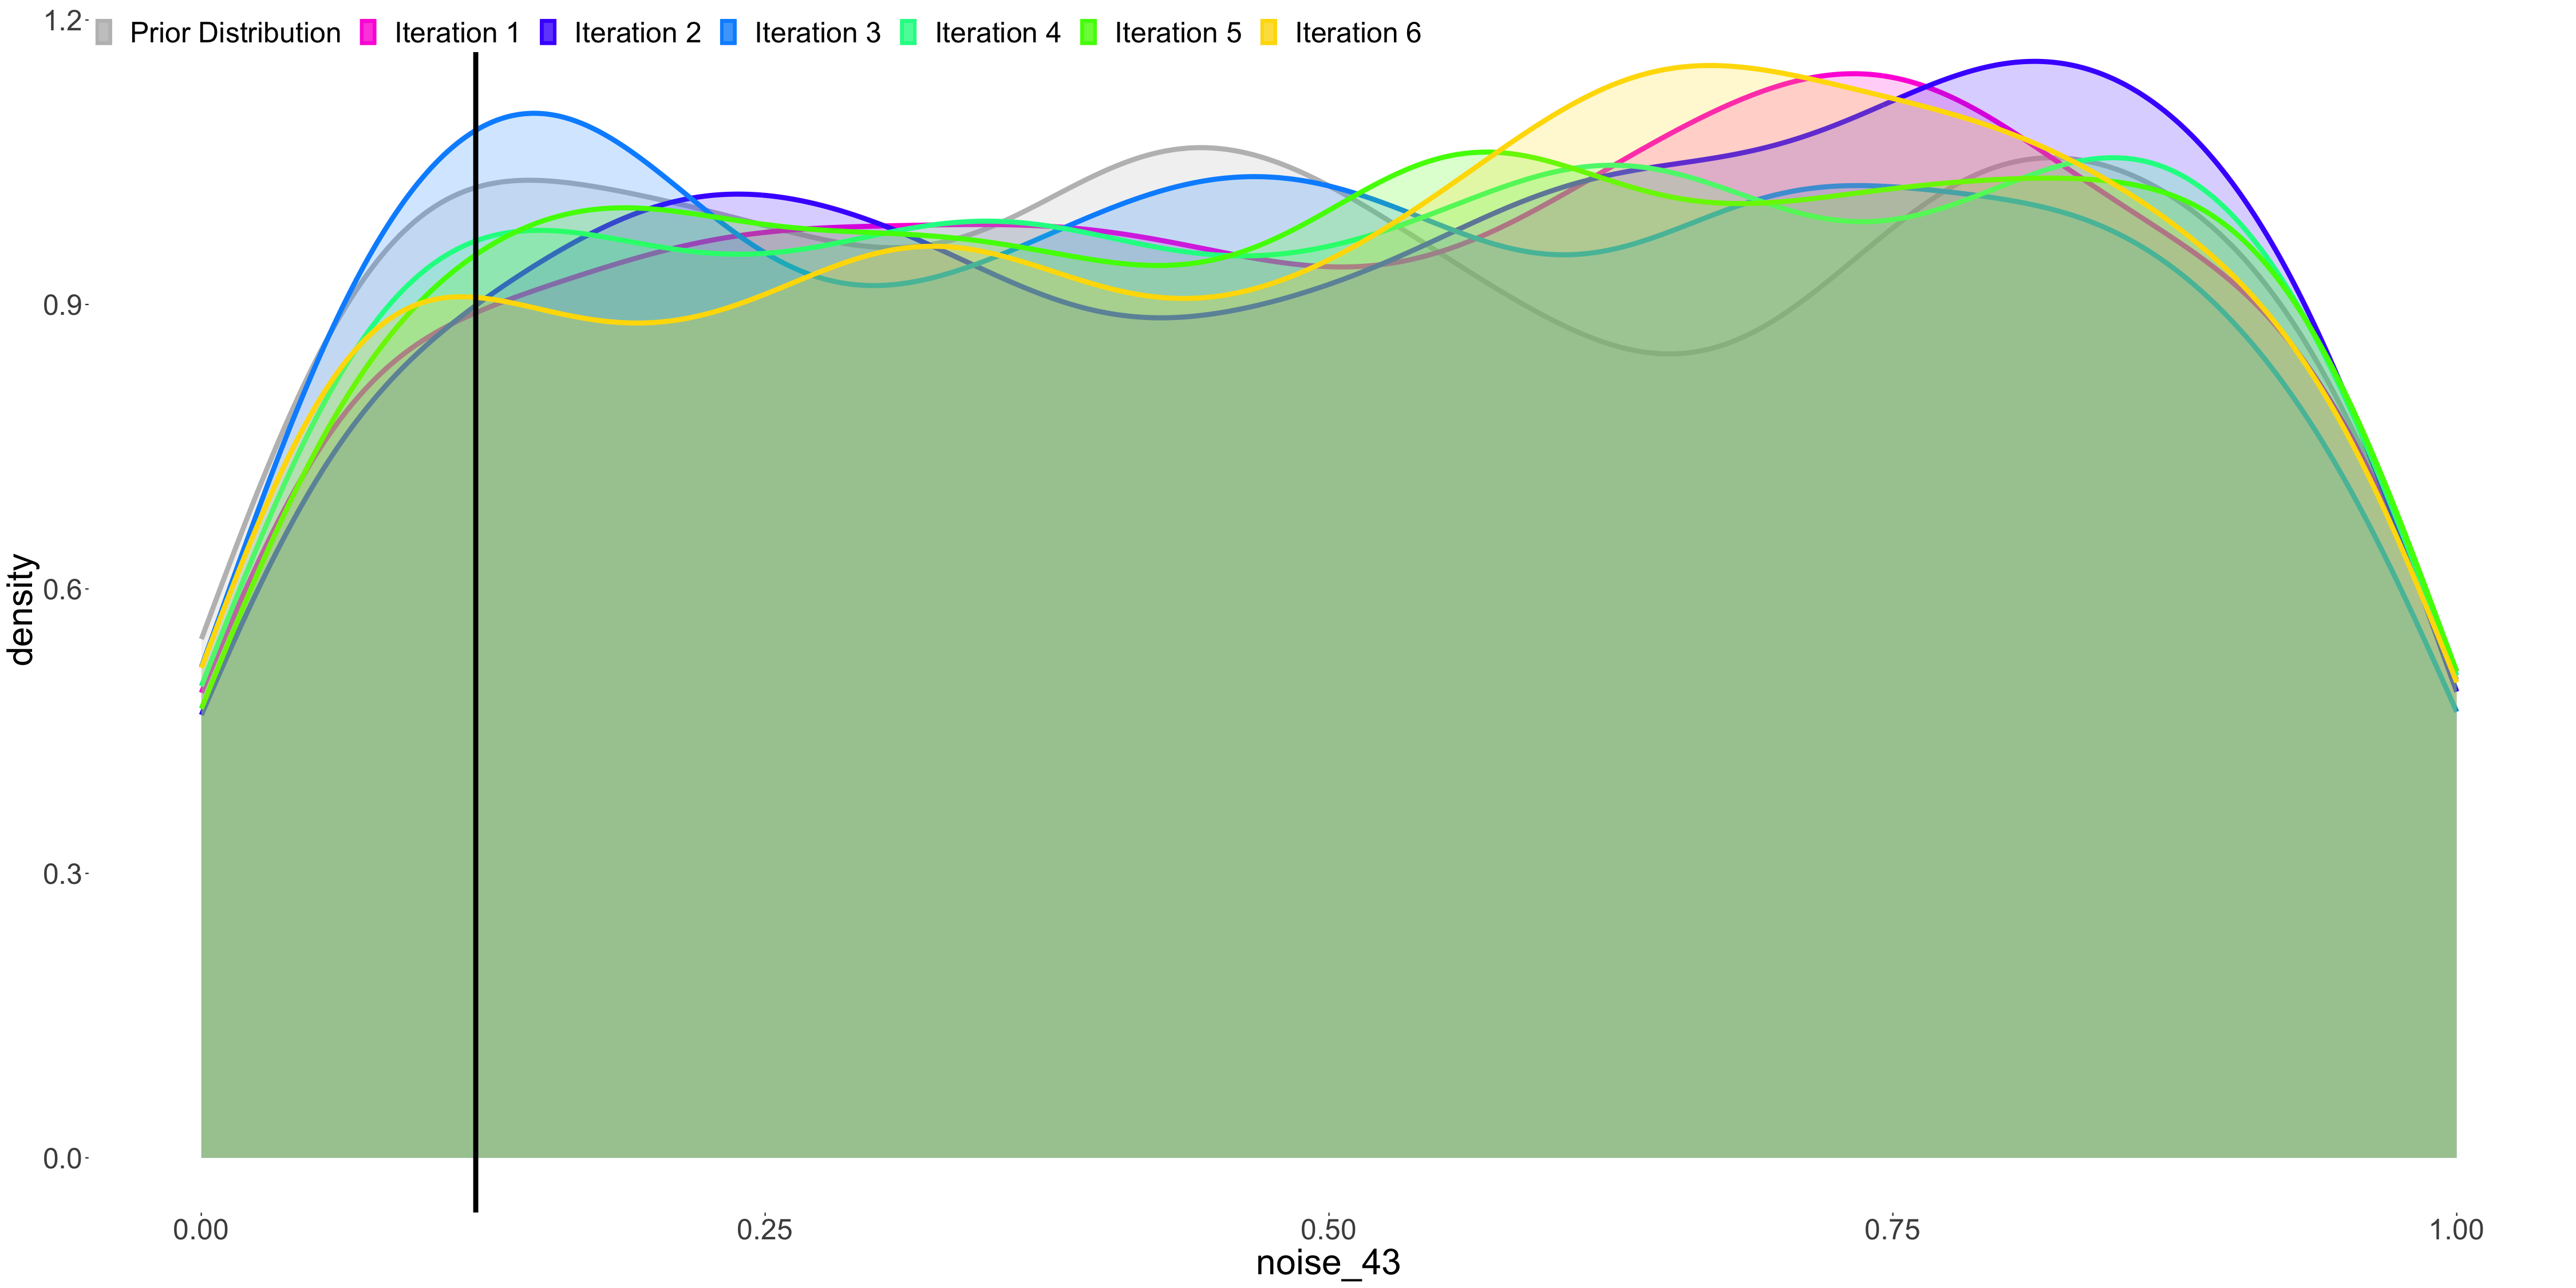 Prior Distribution Iteration 1 Iteration 2 Iteration 3 Iteration 4 Iteration 5 Iteration 6
1.2
0.9
0.6
0.3
0.0
density
0.00 0.25 0.50 0.75 1.00
noise_43